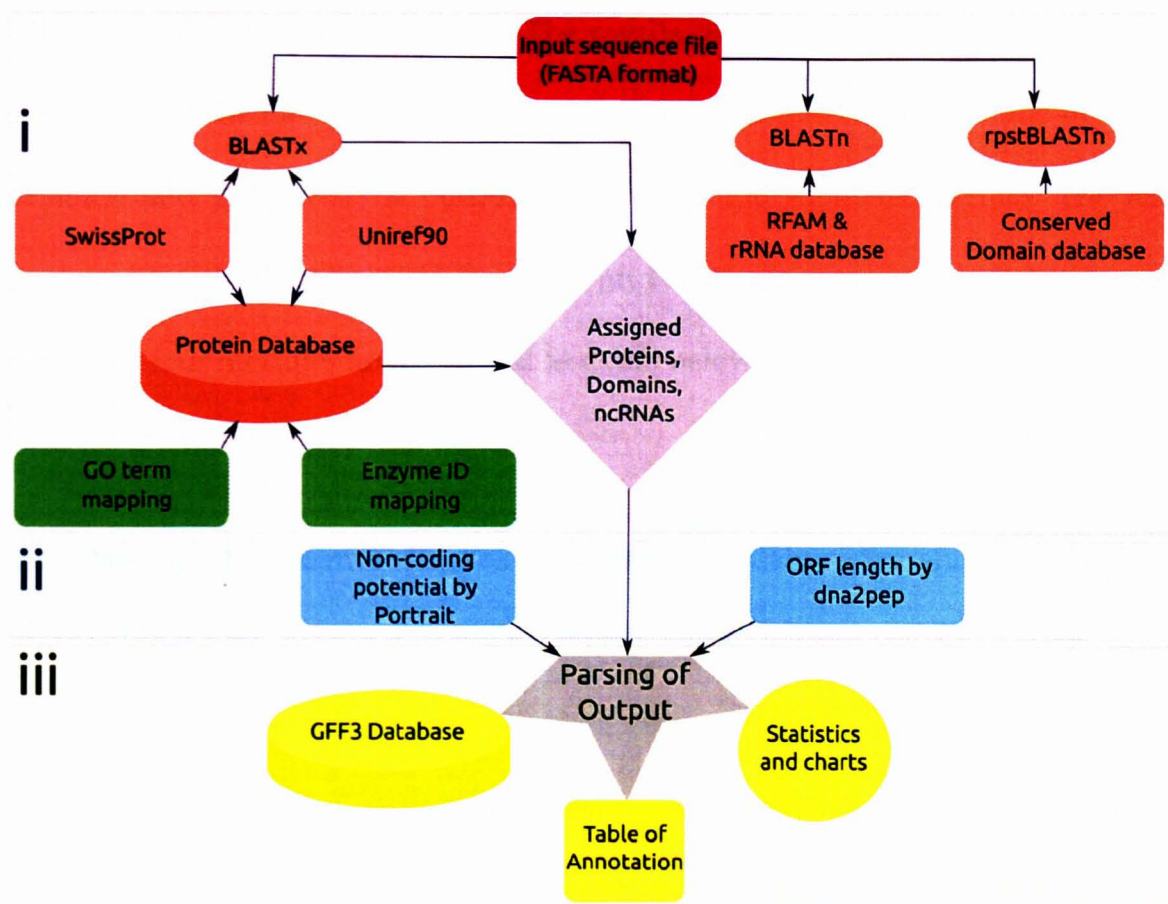 Input sequence file
(FASTA format)
i
BLASTx
BLASTn
rpstBLASTn
SwissProt
Uniref90
RFAM &
rRNA database
Conserved
Domain database
Protein Database
Assigned
Proteins,
Domains,
ncRNAs
GO term
mapping
Enzyme ID
mapping
ii
Non-coding
potential by
Portrait
ORF length by
dna2pep
iii
Parsing of
Output
GFF3 Database
Statistics
and charts
Table of
Annotation